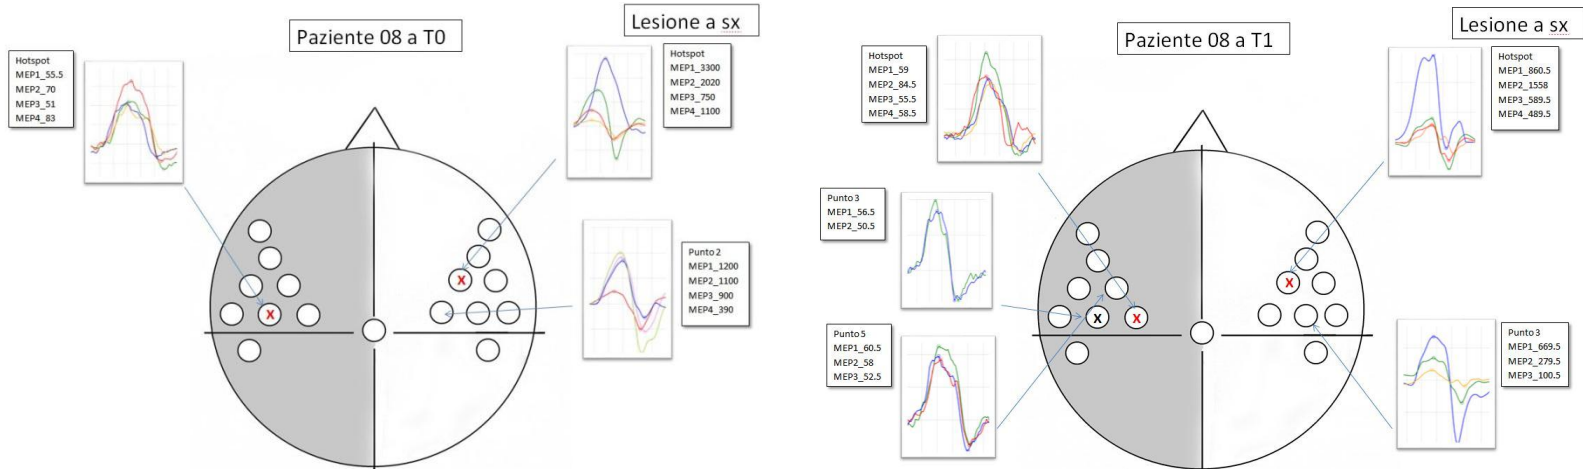 Paziente 08 a T0
Lesione a sx
Hotspot
MEP1_55.5
MEP2_70
MEP3_51
MEP4_83
Hotspot
MEP1_3300
MEP2_2020
MEP3_750
MEP4_1100
X
X
Punto 2
MEP1_1200
MEP2_1100
MEP3_900
MEP4_390
Paziente 08 a T1
Lesione a sx
Hotspot
MEP1_59
MEP2_84.5
MEP3_55.5
MEP4_58.5
Hotspot
MEP1_860.5
MEP2_1558
MEP3_589.5
MEP4_489.5
Punto 3
MEP1_56.5
MEP2_50.5
X
X
X
Punto 5
MEP1_60.5
MEP2_58
MEP3_52.5
Punto 3
MEP1_669.5
MEP2_279.5
MEP3_100.5